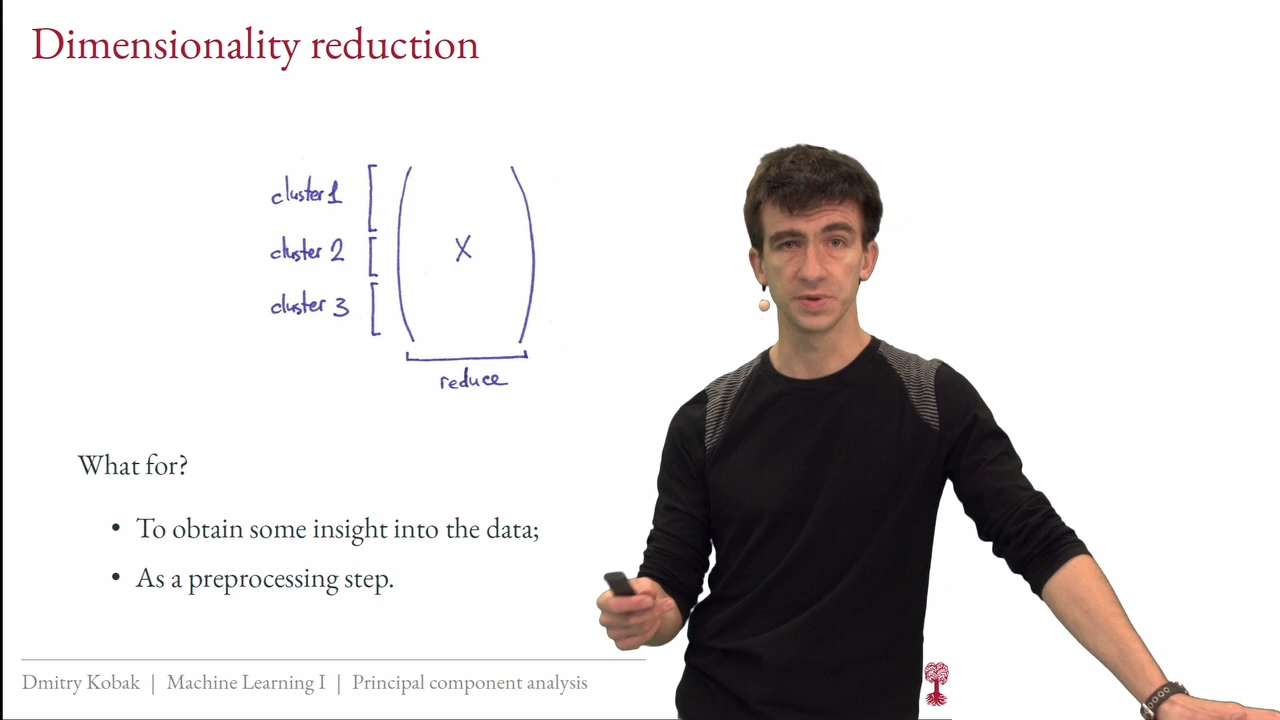 Dimensionality reduction
cluster 1
cluster 2
X
cluster 3
reduce
What for?
• To obtain some insight into the data;
• As a preprocessing step.
Dmitry Kobak | Machine Learning I | Principal component analysis